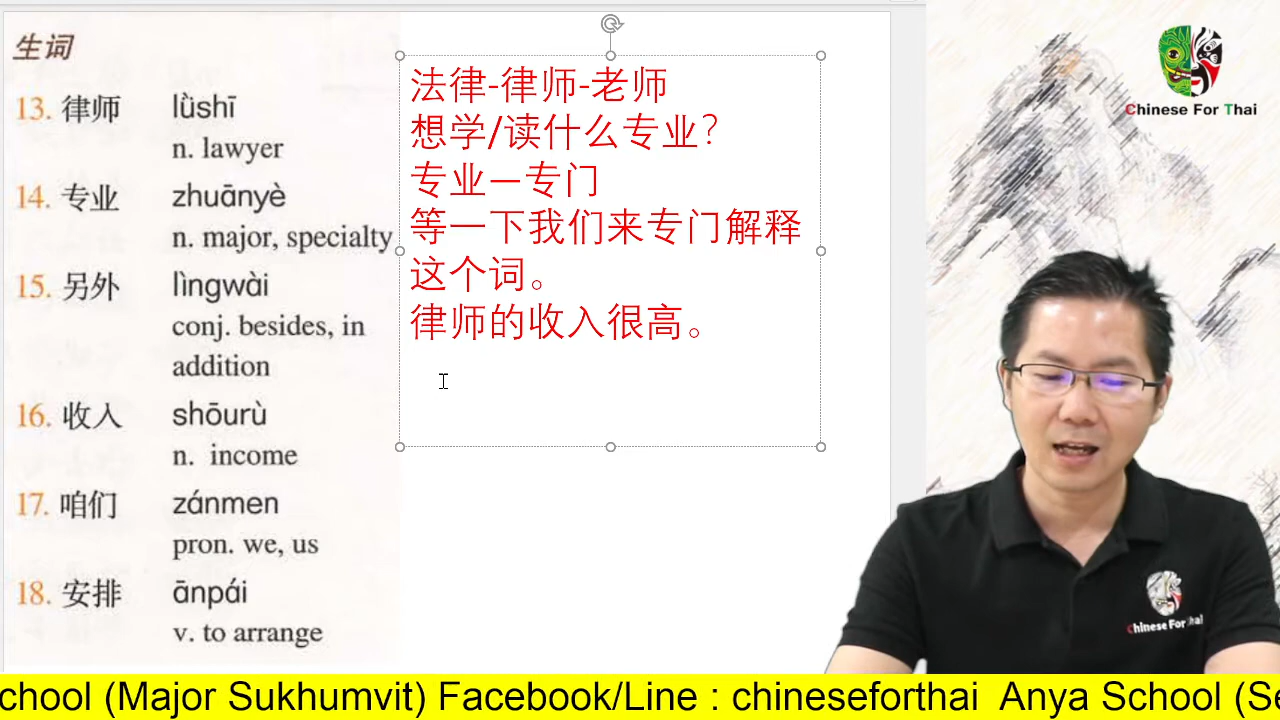 生词
13. 律师 lǜshī
n. lawyer
14. 专业 zhuānyè
n. major, specialty
15. 另外 lìngwài
conj. besides, in
addition
16. 收入 shōurù
n. income
17. 咱们 zánmen
pron. we, us
18. 安排 ānpái
v. to arrange
法律-律师-老师
想学/读什么专业？
专业—专门
等一下我们来专门解释
这个词。
律师的收入很高。
Chinese For Thai
Chinese For Thai
chool (Major Sukhumvit) Facebook/Line : chineseforthai Anya School (Se